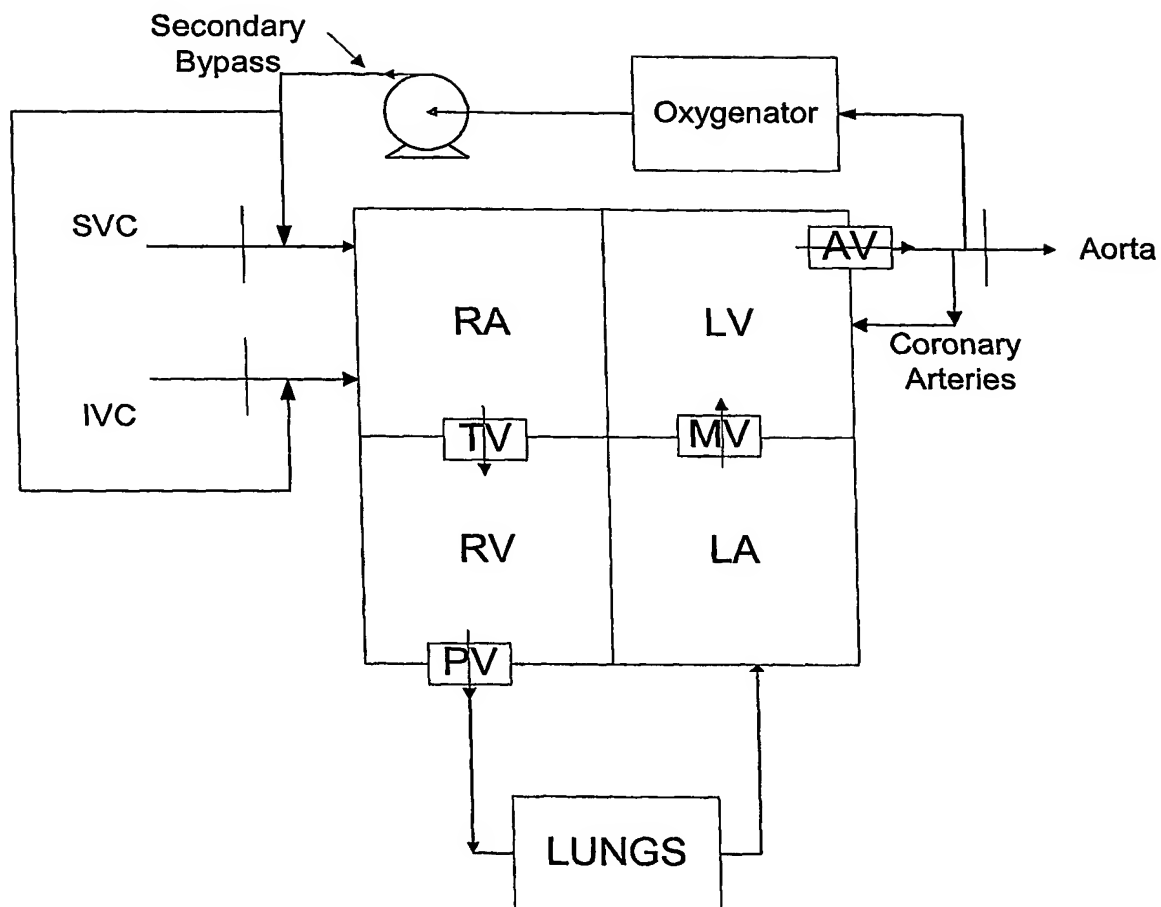 Secondary
Bypass
Oxygenator
SVC
AV
Aorta
RA
LV
Coronary
Arteries
IVC
TV
MV
RV
LA
PV
LUNGS